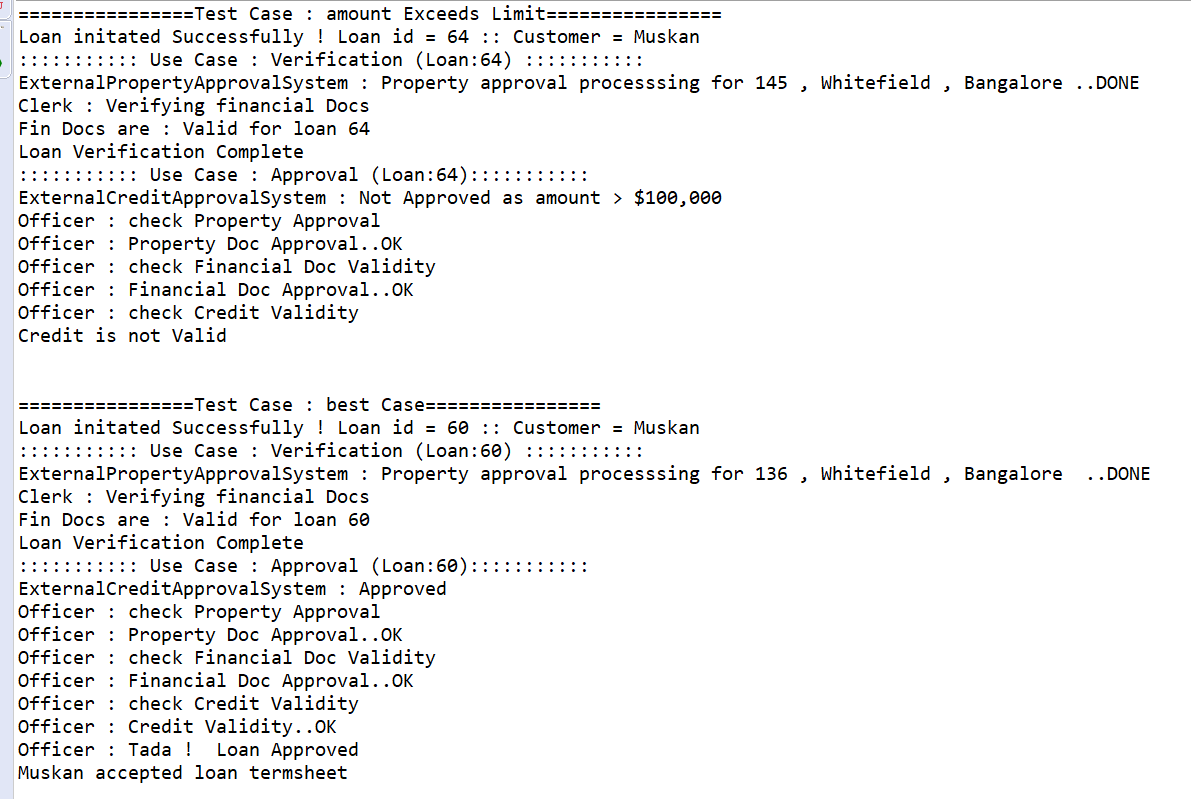 ================Test Case : amount Exceeds Limit================
Loan initated Successfully ! Loan id = 64 :: Customer = Muskan
::::::::::: Use Case : Verification (Loan:64) :::::::::::
ExternalPropertyApprovalSystem : Property approval processsing for 145 , Whitefield , Bangalore ..DONE
Clerk : Verifying financial Docs
Fin Docs are : Valid for loan 64
Loan Verification Complete
::::::::::: Use Case : Approval (Loan:64):::::::::::
ExternalCreditApprovalSystem : Not Approved as amount > $100,000
Officer : check Property Approval
Officer : Property Doc Approval..OK
Officer : check Financial Doc Validity
Officer : Financial Doc Approval..OK
Officer : check Credit Validity
Credit is not Valid
================Test Case : best Case================
Loan initated Successfully ! Loan id = 60 :: Customer = Muskan
::::::::::: Use Case : Verification (Loan:60) :::::::::::
ExternalPropertyApprovalSystem : Property approval processsing for 136 , Whitefield , Bangalore  ..DONE
Clerk : Verifying financial Docs
Fin Docs are : Valid for loan 60
Loan Verification Complete
::::::::::: Use Case : Approval (Loan:60):::::::::::
ExternalCreditApprovalSystem : Approved
Officer : check Property Approval
Officer : Property Doc Approval..OK
Officer : check Financial Doc Validity
Officer : Financial Doc Approval..OK
Officer : check Credit Validity
Officer : Credit Validity..OK
Officer : Tada !  Loan Approved
Muskan accepted loan termsheet